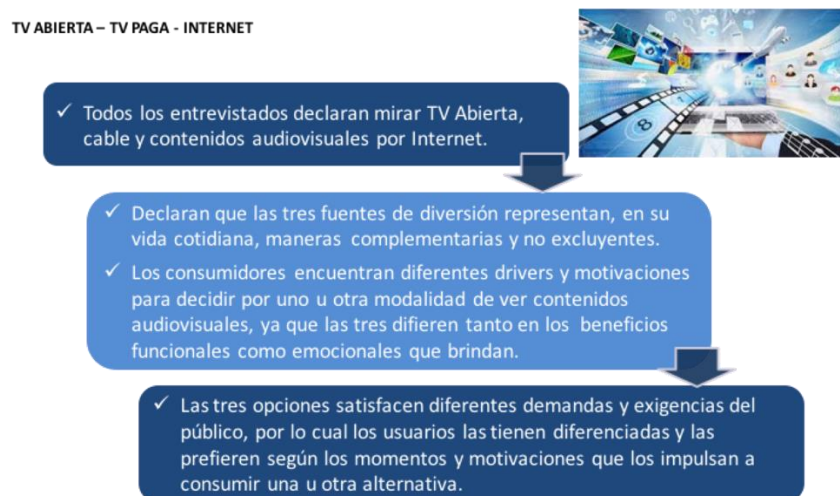 TV ABIERTA – TV PAGA - INTERNET
✓ Todos los entrevistados declaran mirar TV Abierta,
cable y contenidos audiovisuales por Internet.
✓ Declaran que las tres fuentes de diversión representan, en su
vida cotidiana, maneras complementarias y no excluyentes.
✓ Los consumidores encuentran diferentes drivers y motivaciones
para decidir por uno u otra modalidad de ver contenidos
audiovisuales, ya que las tres difieren tanto en los beneficios
funcionales como emocionales que brindan.
✓ Las tres opciones satisfacen diferentes demandas y exigencias del
público, por lo cual los usuarios las tienen diferenciadas y las
prefieren según los momentos y motivaciones que los impulsan a
consumir una u otra alternativa.